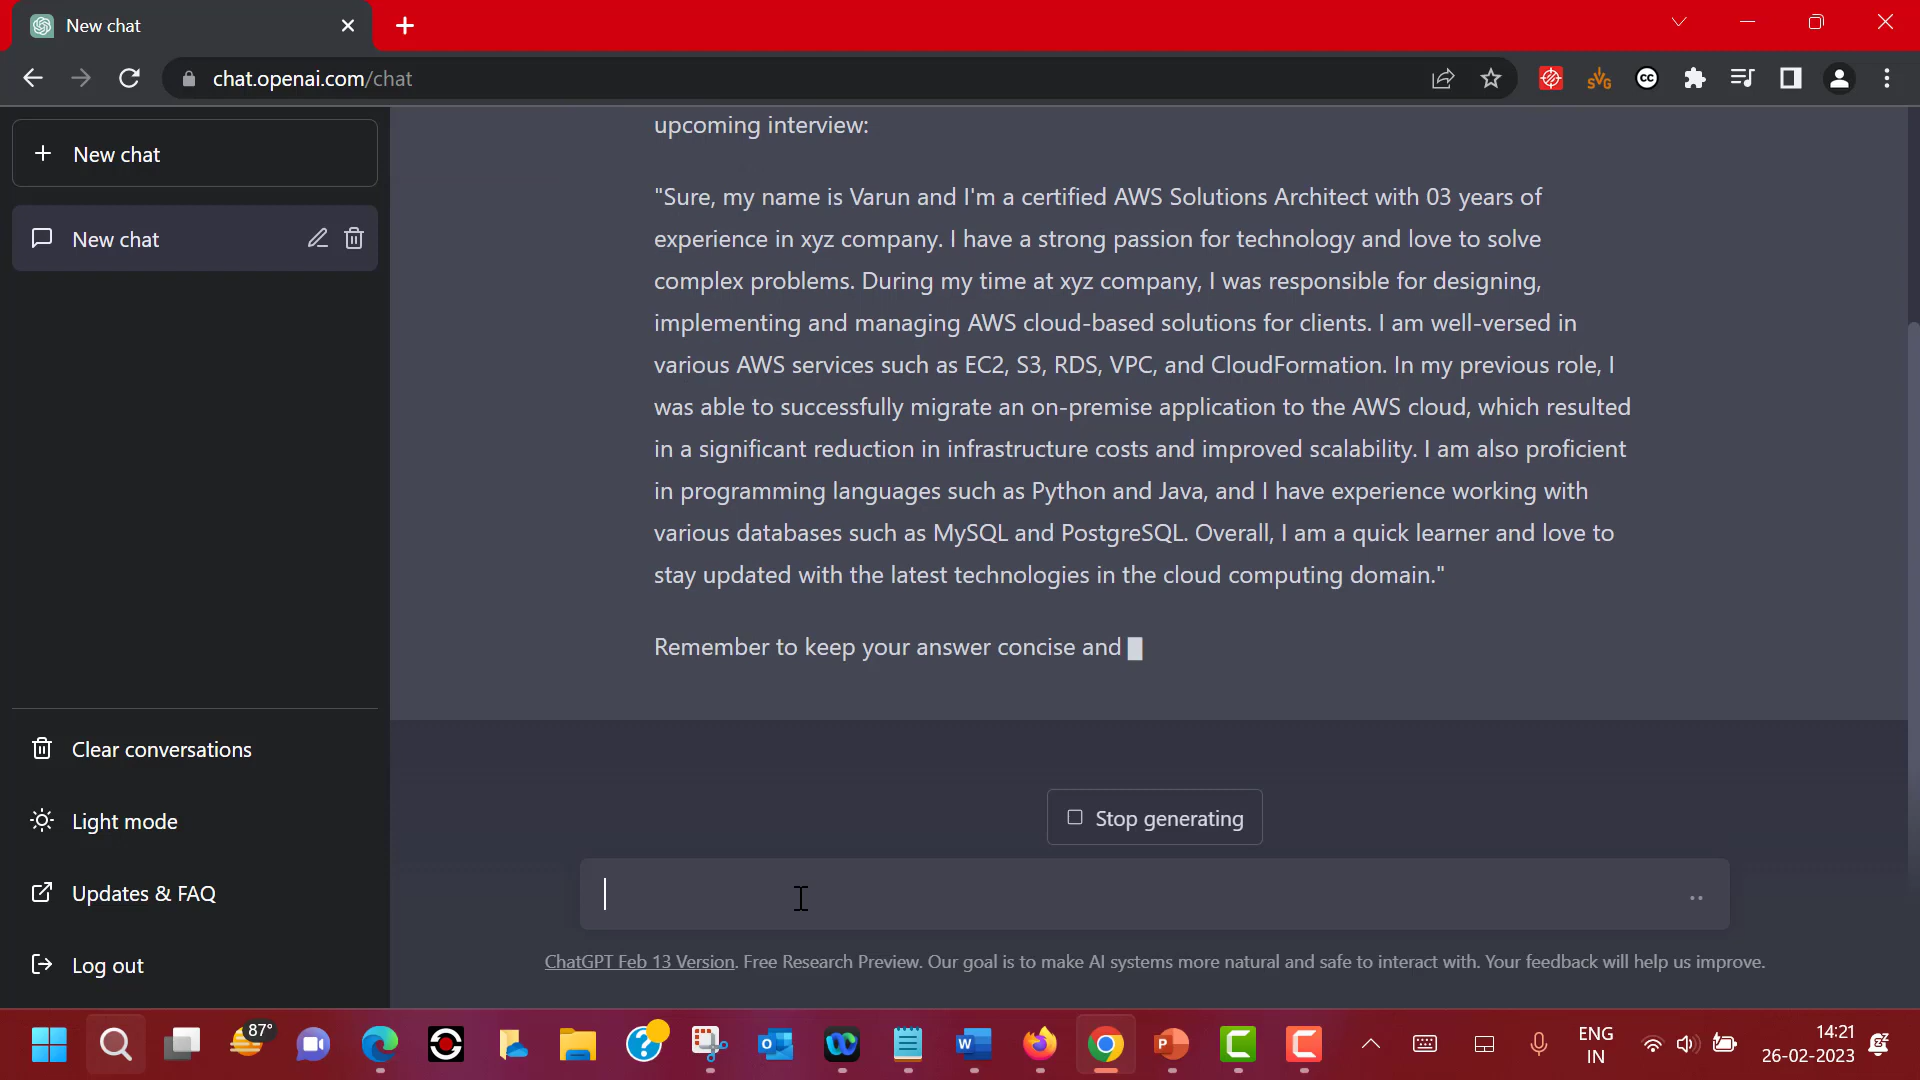 New chat
chat.openai.com/chat
New chat
New chat
Clear conversations
Light mode
Updates & FAQ
Log out
upcoming interview:
"Sure, my name is Varun and I'm a certified AWS Solutions Architect with 03 years of
experience in xyz company. I have a strong passion for technology and love to solve
complex problems. During my time at xyz company, I was responsible for designing,
implementing and managing AWS cloud-based solutions for clients. I am well-versed in
various AWS services such as EC2, S3, RDS, VPC, and CloudFormation. In my previous role, I
was able to successfully migrate an on-premise application to the AWS cloud, which resulted
in a significant reduction in infrastructure costs and improved scalability. I am also proficient
in programming languages such as Python and Java, and I have experience working with
various databases such as MySQL and PostgreSQL. Overall, I am a quick learner and love to
stay updated with the latest technologies in the cloud computing domain."
Remember to keep your answer concise and
Stop generating
ChatGPT Feb 13 Version. Free Research Preview. Our goal is to make AI systems more natural and safe to interact with. Your feedback will help us improve.
87°
ENG
IN
14:21
26-02-2023